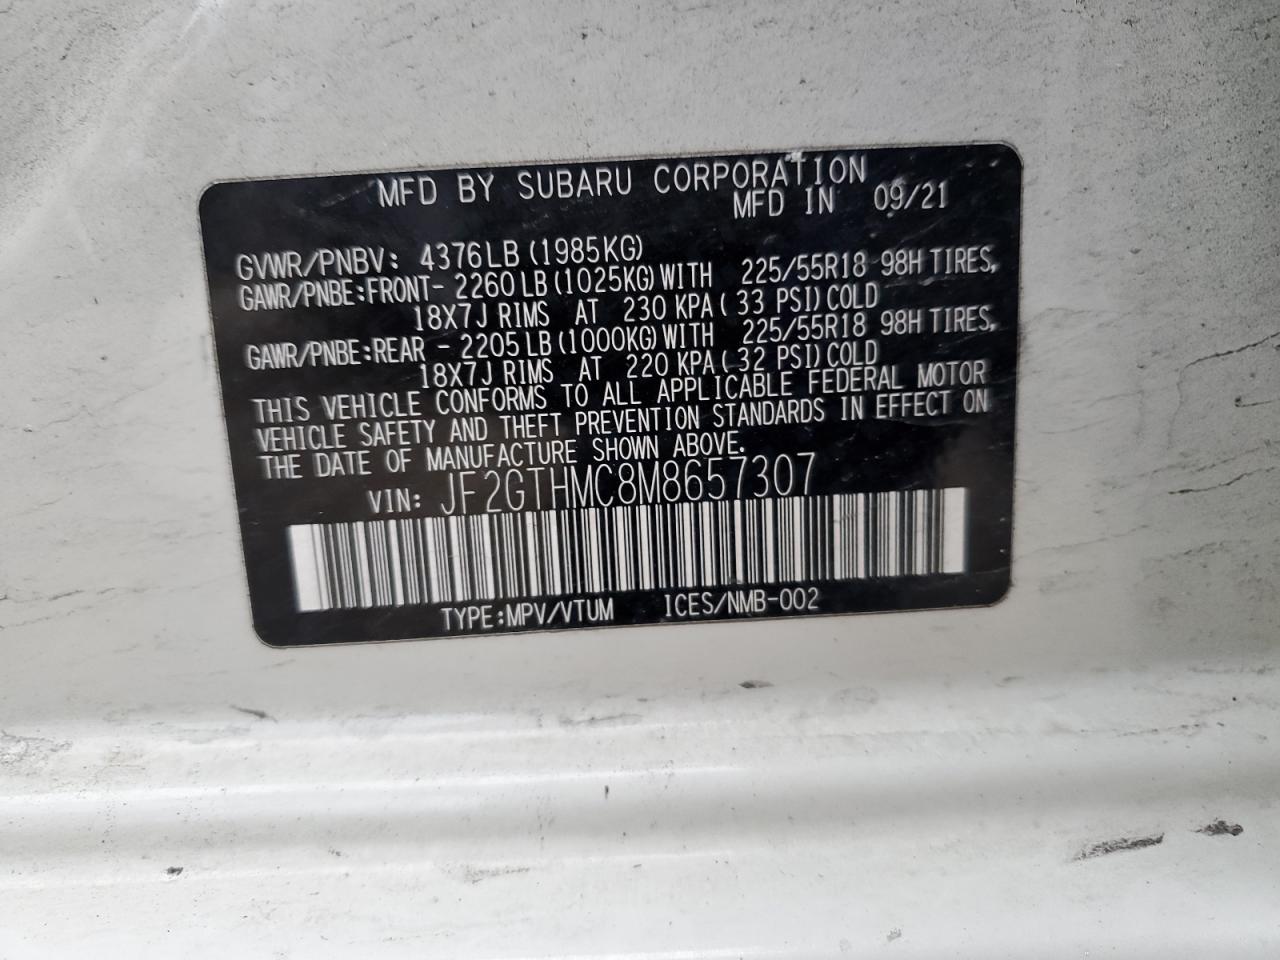 MFD BY SUBARU CORPORATION
MFD IN 09/21
GVWR/PNBV: 4376LB (1985KG)
GAWR/PNBE:FRONT- 2260LB (1025KG) WITH 225/55R18 98H TIRES,
18X7J RIMS AT 230 KPA ( 33 PSI) COLD
GAWR/PNBE:REAR - 2205LB (1000KG) WITH 225/55R18 98H TIRES,
18X7J RIMS AT 220 KPA ( 32 PSI) COLD
THIS VEHICLE CONFORMS TO ALL APPLICABLE FEDERAL MOTOR
VEHICLE SAFETY AND THEFT PREVENTION STANDARDS IN EFFECT ON
THE DATE OF MANUFACTURE SHOWN ABOVE.
VIN: JF2GTHMC8M8657307
TYPE:MPV/VTUM ICES/NMB-002